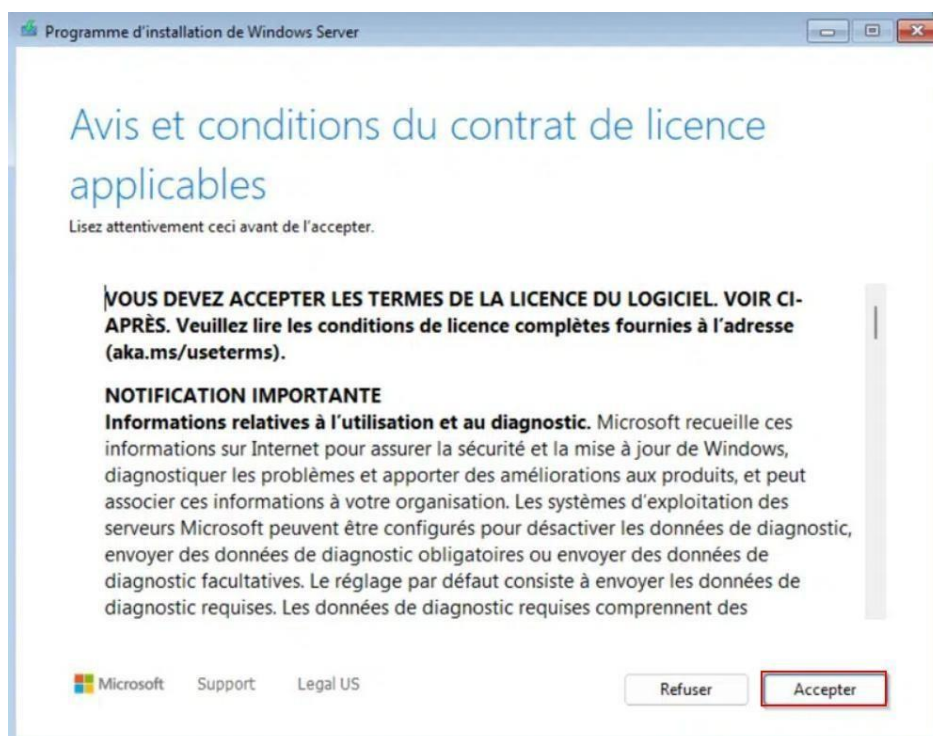 Programme d'installation de Windows Server
Avis et conditions du contrat de licence
applicables
Lisez attentivement ceci avant de l'accepter.
VOUS DEVEZ ACCEPTER LES TERMES DE LA LICENCE DU LOGICIEL. VOIR CI-
APRÈS. Veuillez lire les conditions de licence complètes fournies à l’adresse
(aka.ms/useterms).
NOTIFICATION IMPORTANTE
Informations relatives à l’utilisation et au diagnostic. Microsoft recueille ces
informations sur Internet pour assurer la sécurité et la mise à jour de Windows,
diagnostiquer les problèmes et apporter des améliorations aux produits, et peut
associer ces informations à votre organisation. Les systèmes d’exploitation des
serveurs Microsoft peuvent être configurés pour désactiver les données de diagnostic,
envoyer des données de diagnostic obligatoires ou envoyer des données de
diagnostic facultatives. Le réglage par défaut consiste à envoyer les données de
diagnostic requises. Les données de diagnostic requises comprennent des
Microsoft Support Legal US Refuser Accepter